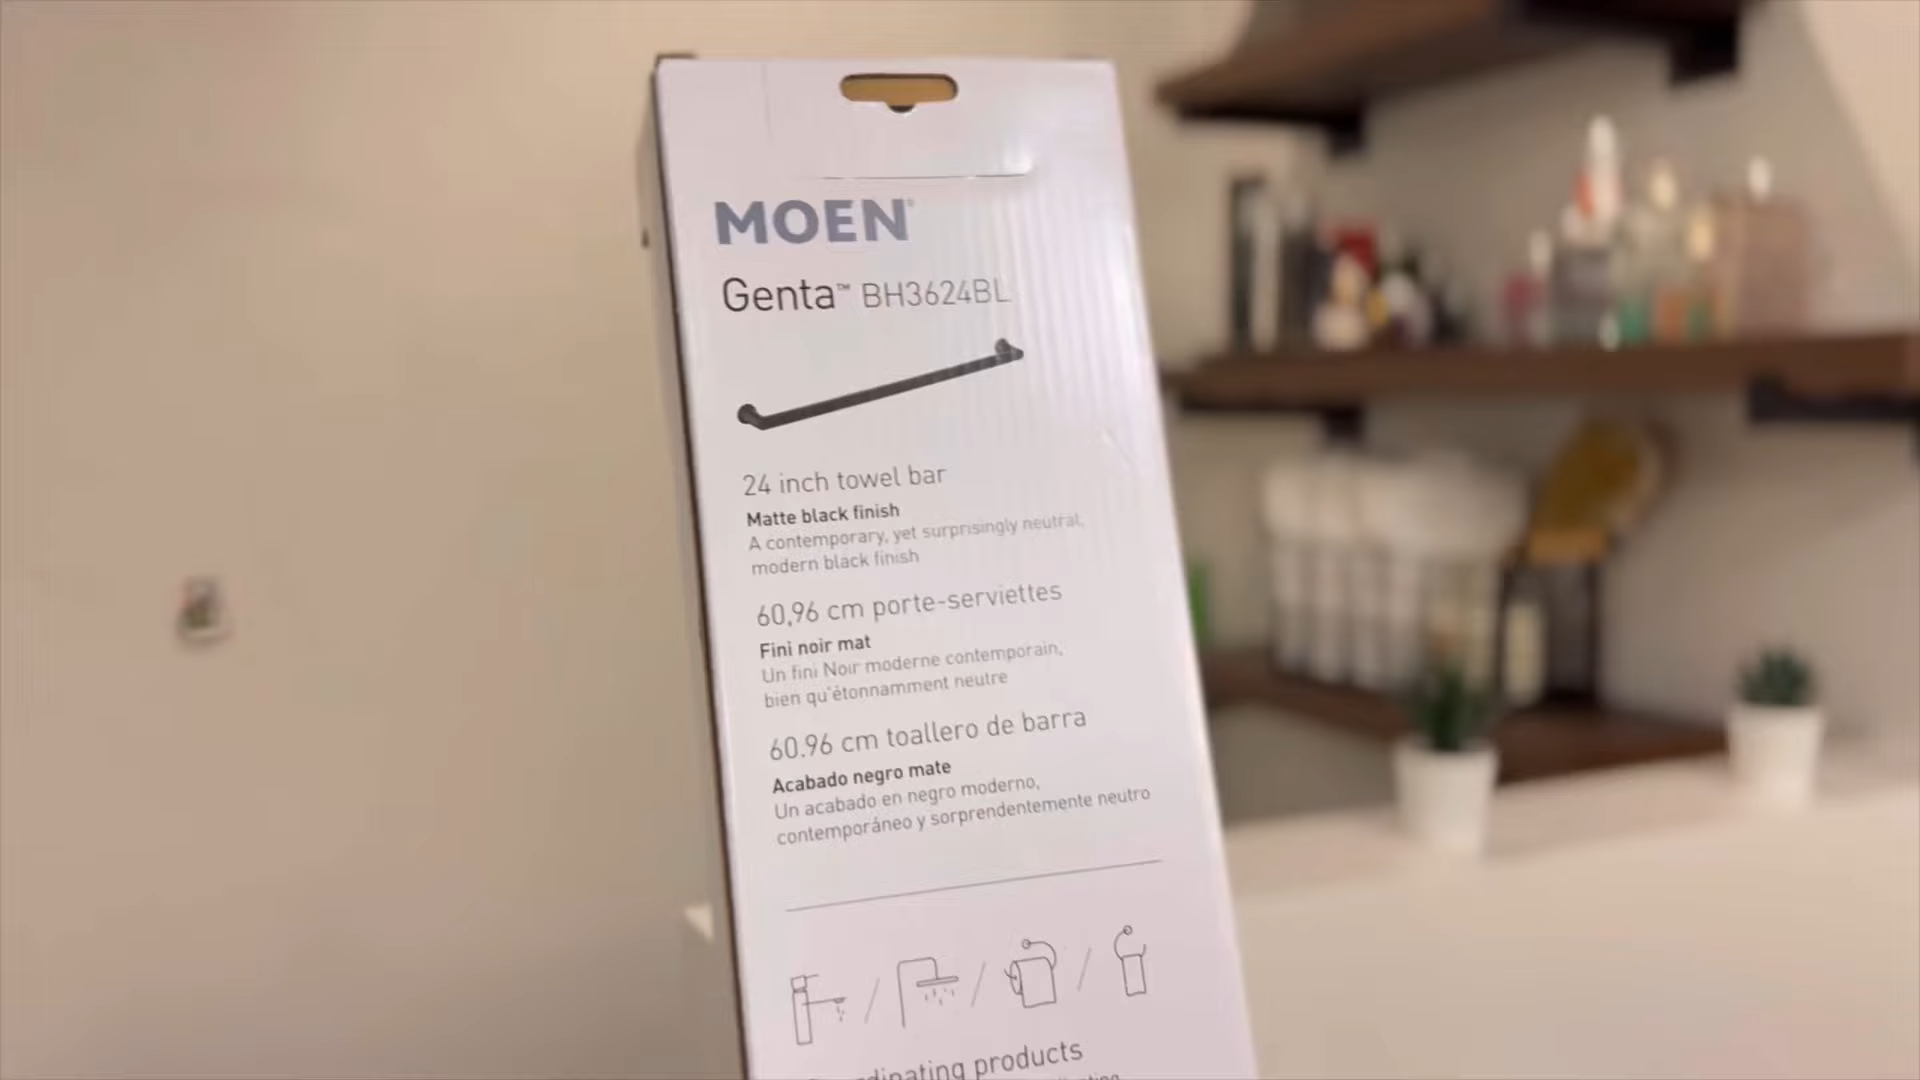 MOEN®
Genta™ BH3624BL
24 inch towel bar
Matte black finish
A contemporary, yet surprisingly neutral,
modern black finish
60,96 cm porte-serviettes
Fini noir mat
Un fini Noir moderne contemporain,
bien qu'étonnamment neutre
60.96 cm toallero de barra
Acabado negro mate
Un acabado en negro moderno,
contemporáneo y sorprendentemente neutro
products